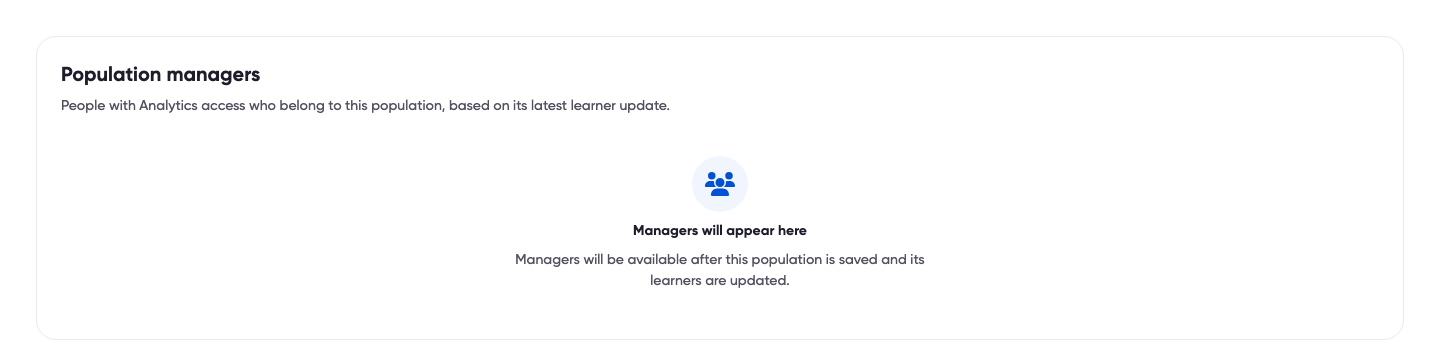 Population managers
People with Analytics access who belong to this population, based on its latest learner update.
Managers will appear here
Managers will be available after this population is saved and its
learners are updated.